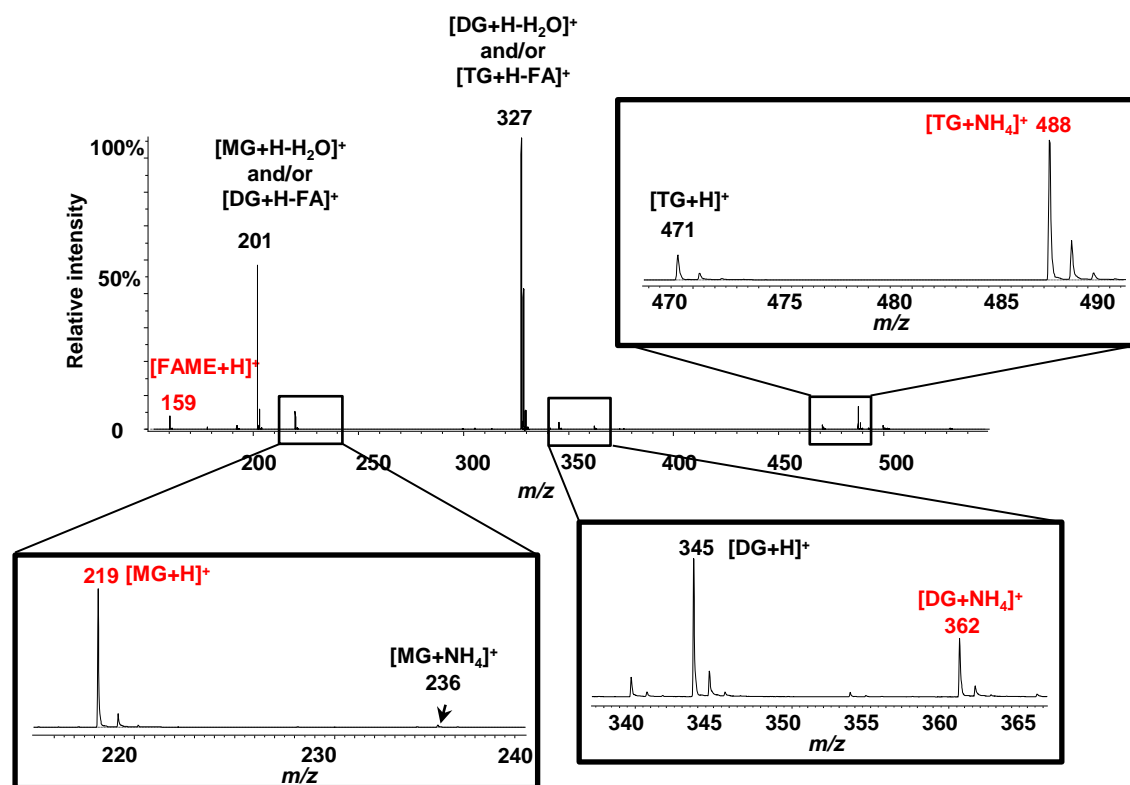 [DG+H-H₂O]⁺
and/or
[TG+H-FA]⁺
327
[MG+H-H₂O]⁺
and/or
[DG+H-FA]⁺
201
[FAME+H]⁺
159
Relative intensity
100%
50%
0
200 250 300 350 400 450 500
m/z
[TG+NH₄]⁺ 488
[TG+H]⁺
471
470 475 480 485 490
m/z
219 [MG+H]⁺
[MG+NH₄]⁺
236
220 230 240
m/z
345 [DG+H]⁺
[DG+NH₄]⁺
362
340 345 350 355 360 365
m/z